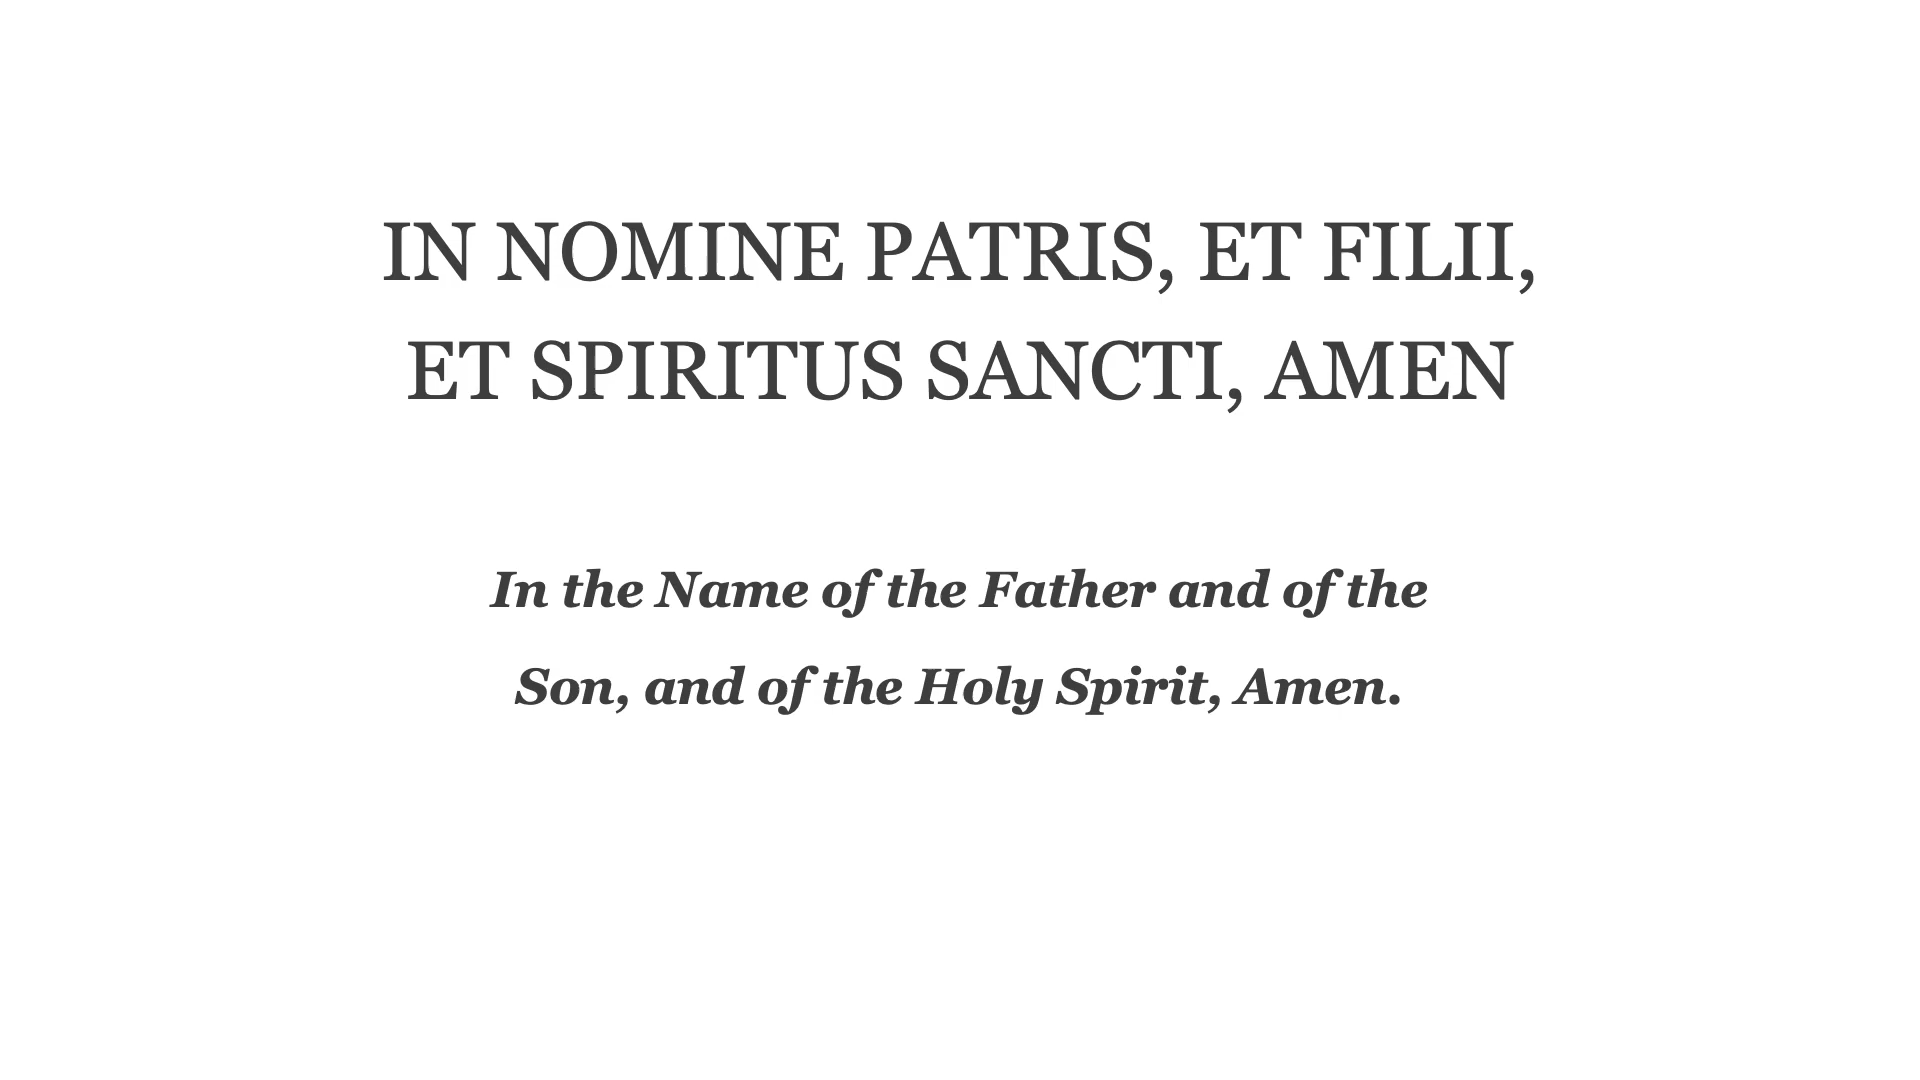 IN NOMINE PATRIS, ET FILII,
ET SPIRITUS SANCTI, AMEN
In the Name of the Father and of the
Son, and of the Holy Spirit, Amen.